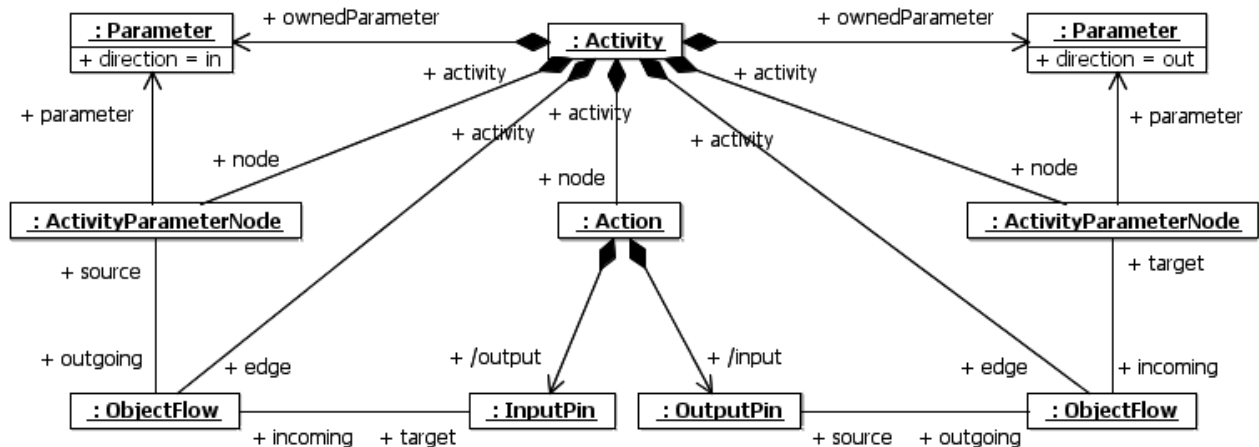 + ownedParameter
+ ownedParameter
: Parameter
: Activity
: Parameter
+ direction = in
+ direction = out
+ activity
+ activity
+ parameter
+ activity
+ activity
+ activity
+ parameter
+ node
+ node
+ node
: ActivityParameterNode
: Action
: ActivityParameterNode
+ source
+ target
+ outgoing
+ edge
+ /output
+ /input
+ edge
+ incoming
: ObjectFlow
: InputPin
: OutputPin
: ObjectFlow
+ incoming
+ target
+ source
+ outgoing